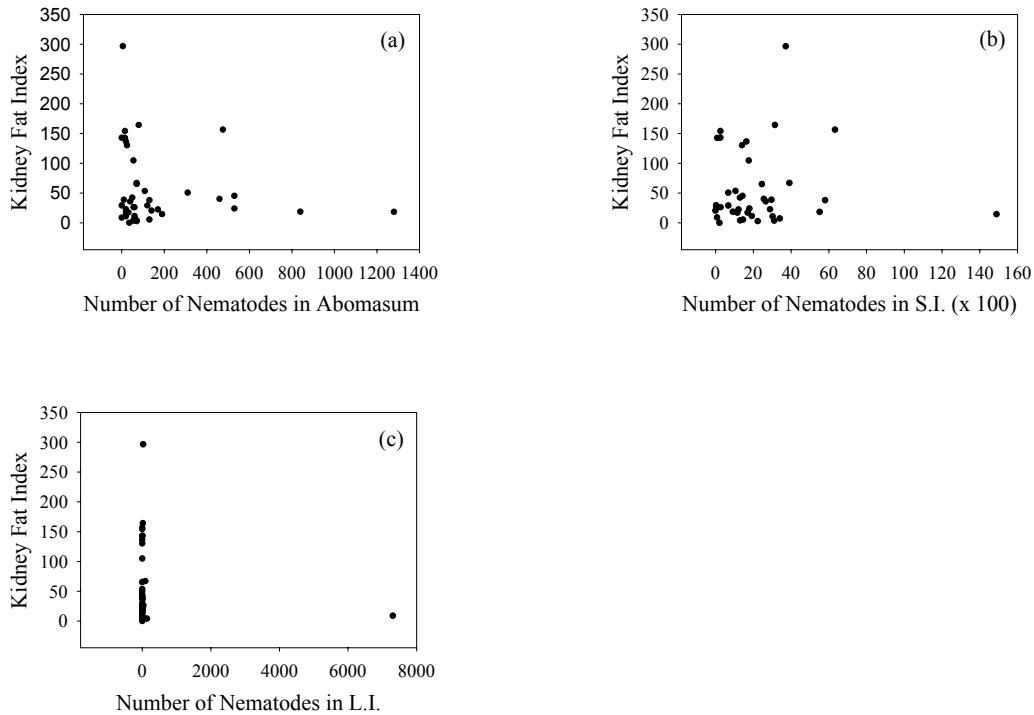 350
300
250
200
150
100
50
0
Kidney Fat Index
(a)
0 200 400 600 800 1000 1200 1400
Number of Nematodes in Abomasum
350
300
250
200
150
100
50
0
Kidney Fat Index
(b)
0 20 40 60 80 100 120 140 160
Number of Nematodes in S.I. (x 100)
350
300
250
200
150
100
50
0
Kidney Fat Index
(c)
0 2000 4000 6000 8000
Number of Nematodes in L.I.